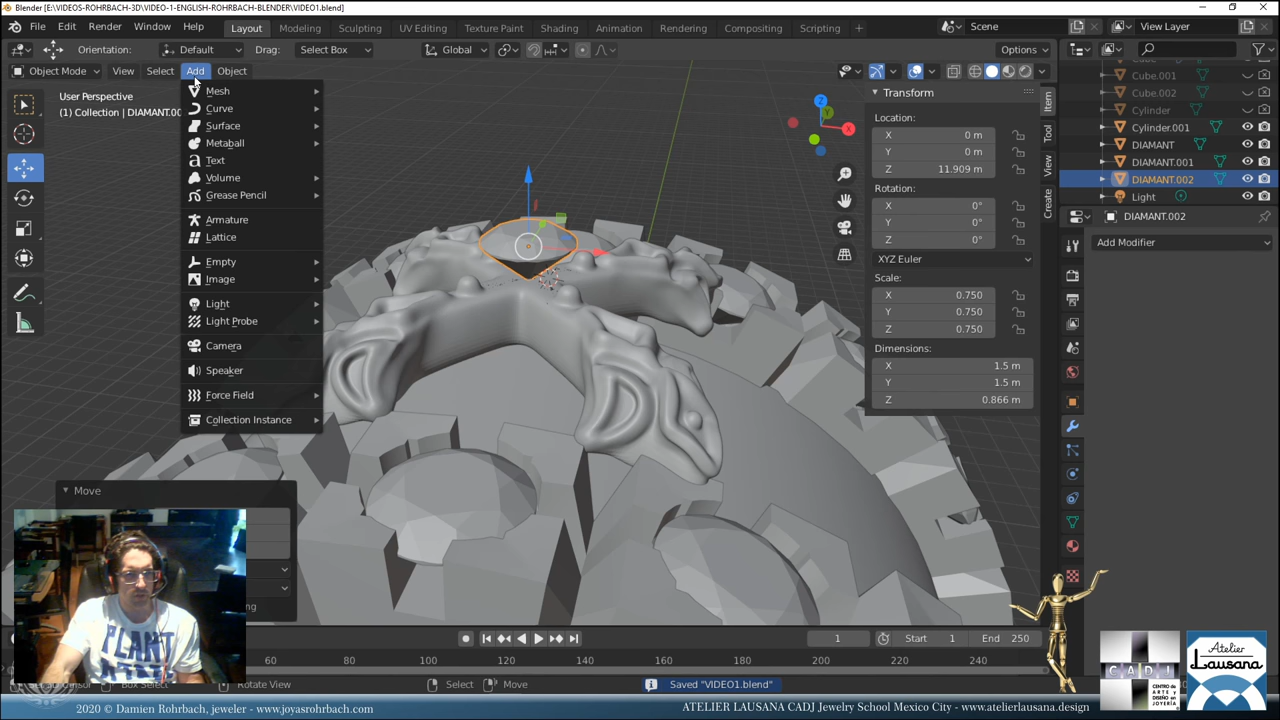 Blender [E:\VIDEOS-ROHRBACH-3D\VIDEO-1-ENGLISH-ROHRBACH-BLENDER\VIDEO1.blend]
File Edit Render Window Help Layout Modeling Sculpting UV Editing Texture Paint Shading Animation Rendering Compositing Scripting Scene View Layer
Orientation: Default Drag: Select Box Global Options
Object Mode View Select Add Object
User Perspective
(1) Collection | DIAMANT.00
Mesh
Curve
Surface
Metaball
Text
Volume
Grease Pencil
Armature
Lattice
Empty
Image
Light
Light Probe
Camera
Speaker
Force Field
Collection Instance
Move
Z
Y
X
Transform
Location:
X 0 m
Y 0 m
Z 11.909 m
Rotation:
X 0°
Y 0°
Z 0°
XYZ Euler
Scale:
X 0.750
Y 0.750
Z 0.750
Dimensions:
X 1.5 m
Y 1.5 m
Z 0.866 m
Item
Tool
View
Create
Cube.001
Cube.002
Cylinder
Cylinder.001
DIAMANT
DIAMANT.001
DIAMANT.002
Light
DIAMANT.002
Add Modifier
1 Start 1 End 250
60 80 100 120 140 160 180 200 220 240
Rotate View Select Move Saved "VIDEO1.blend"
PLANT
2020 © Damien Rohrbach, jeweler - www.joyasrohrbach.com
ATELIER LAUSANA CADJ Jewelry School Mexico City - www.atelierlausana.design
CADJ
CENTRO DE
ARTE Y
DISEÑO EN
JOYERÍA
Atelier
Lausana